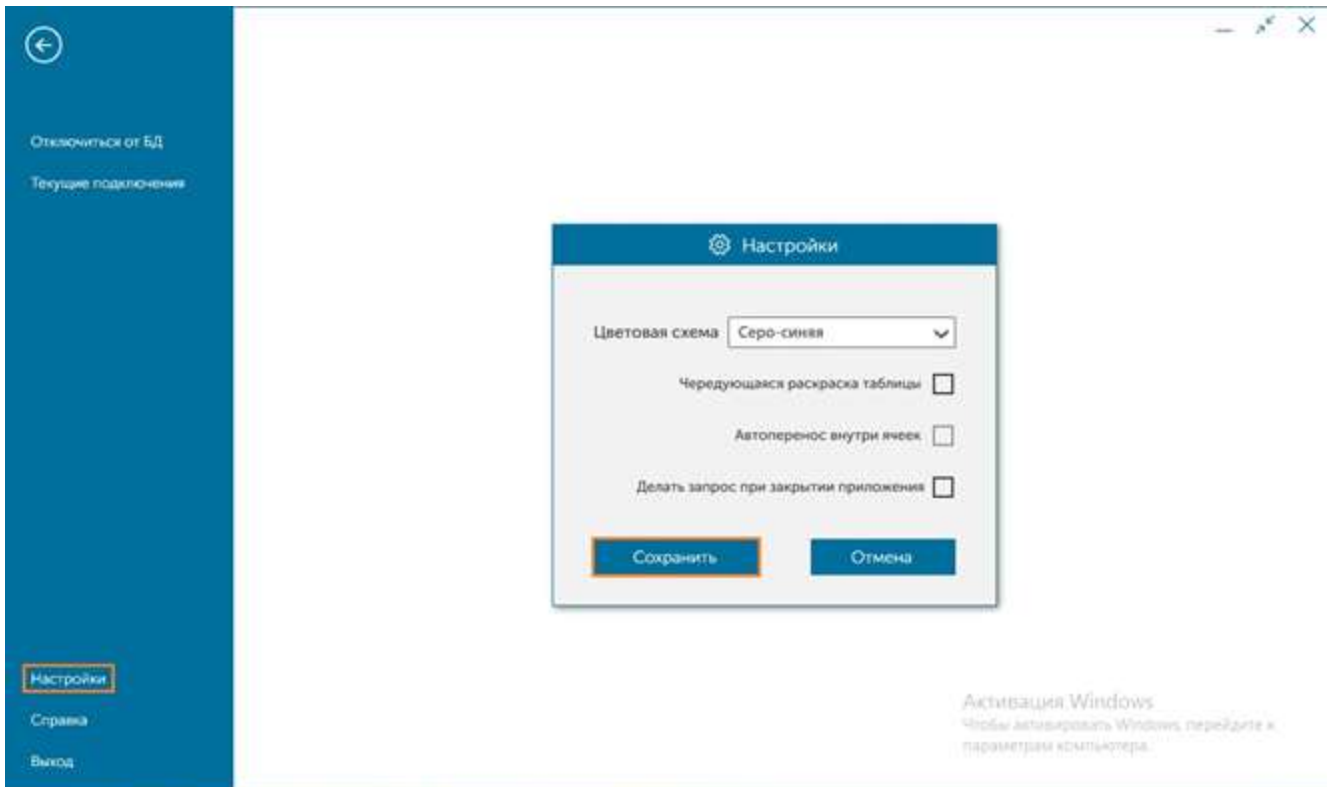 Отключиться от БД
Текущие подключения
Настройки
Цветовая схема Серо-синяя
Чередующаяся раскраска таблицы
Автоперенос внутри ячеек
Делать запрос при закрытии приложения
Сохранить Отмена
Настройки
Справка
Выход
Активация Windows
Чтобы активировать Windows, перейдите к
параметрам компьютера.